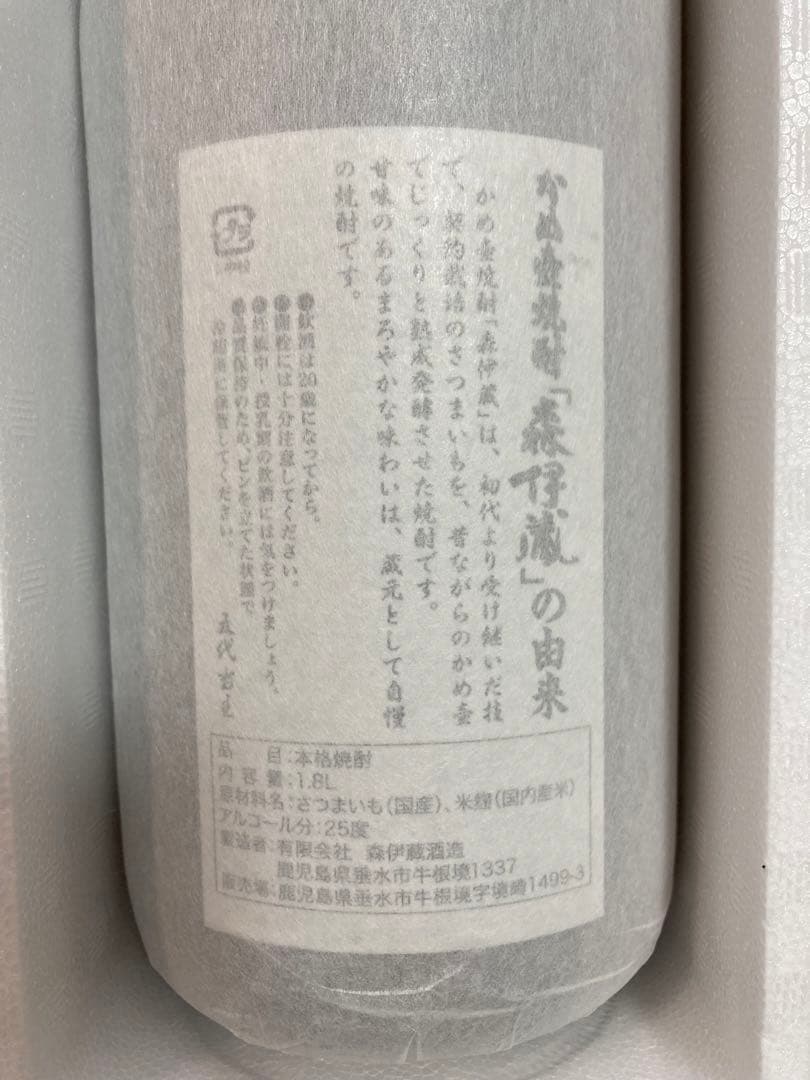 かめ壺焼酎「森伊蔵」の由来
かめ壺焼酎「森伊蔵」は、初代より受け継いだ技
で、契約栽培のさつまいもを、昔ながらのかめ壺
でじっくりと熟成発酵させた焼酎です。
甘味のあるまろやかな味わいは、蔵元として自慢
の焼酎です。
●飲酒は20歳になってから。
●開栓には十分注意してください。
●妊娠中・授乳期の飲酒には気をつけましょう。
●品質保持のため、ビンを立てた状態で
冷暗所に保管してください。
五代当主
品目:本格焼酎
内容量:1.8L
原材料名:さつまいも(国産)、米麹(国内産米)
アルコール分:25度
製造者:有限会社 森伊蔵酒造
鹿児島県垂水市牛根境1337
販売場:鹿児島県垂水市牛根境字境崎1499-3